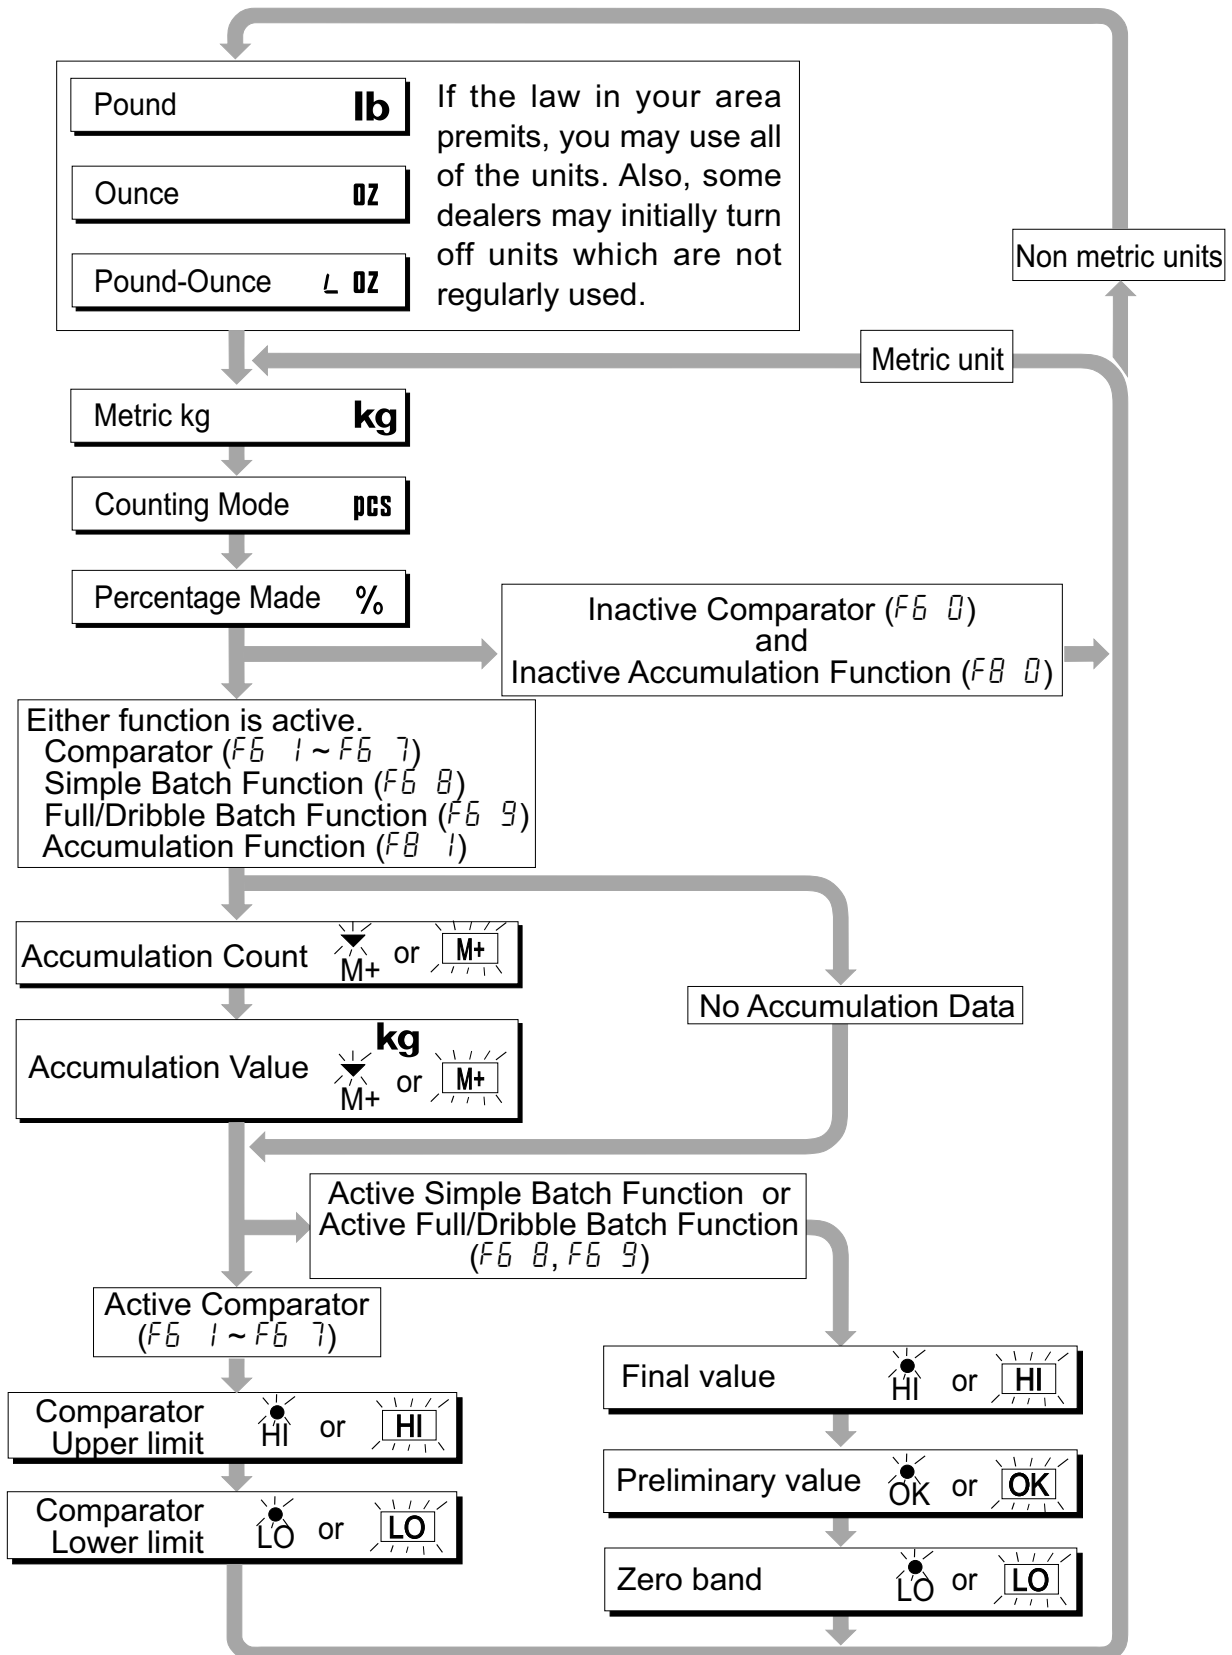 Pound lb
Ounce oz
Pound-Ounce L oz
If the law in your area
premits, you may use all
of the units. Also, some
dealers may initially turn
off units which are not
regularly used.
Non metric units
Metric unit
Metric kg kg
Counting Mode pcs
Percentage Made %
Inactive Comparator (F6 0)
and
Inactive Accumulation Function (F8 0)
Either function is active.
Comparator (F6 1 ~ F6 7)
Simple Batch Function (F6 8)
Full/Dribble Batch Function (F6 9)
Accumulation Function (F8 1)
Accumulation Count M+ or M+
No Accumulation Data
Accumulation Value kg M+ or M+
Active Simple Batch Function or
Active Full/Dribble Batch Function
(F6 8, F6 9)
Active Comparator
(F6 1 ~ F6 7)
Final value HI or HI
Comparator
Upper limit HI or HI
Preliminary value OK or OK
Comparator
Lower limit LO or LO
Zero band LO or LO